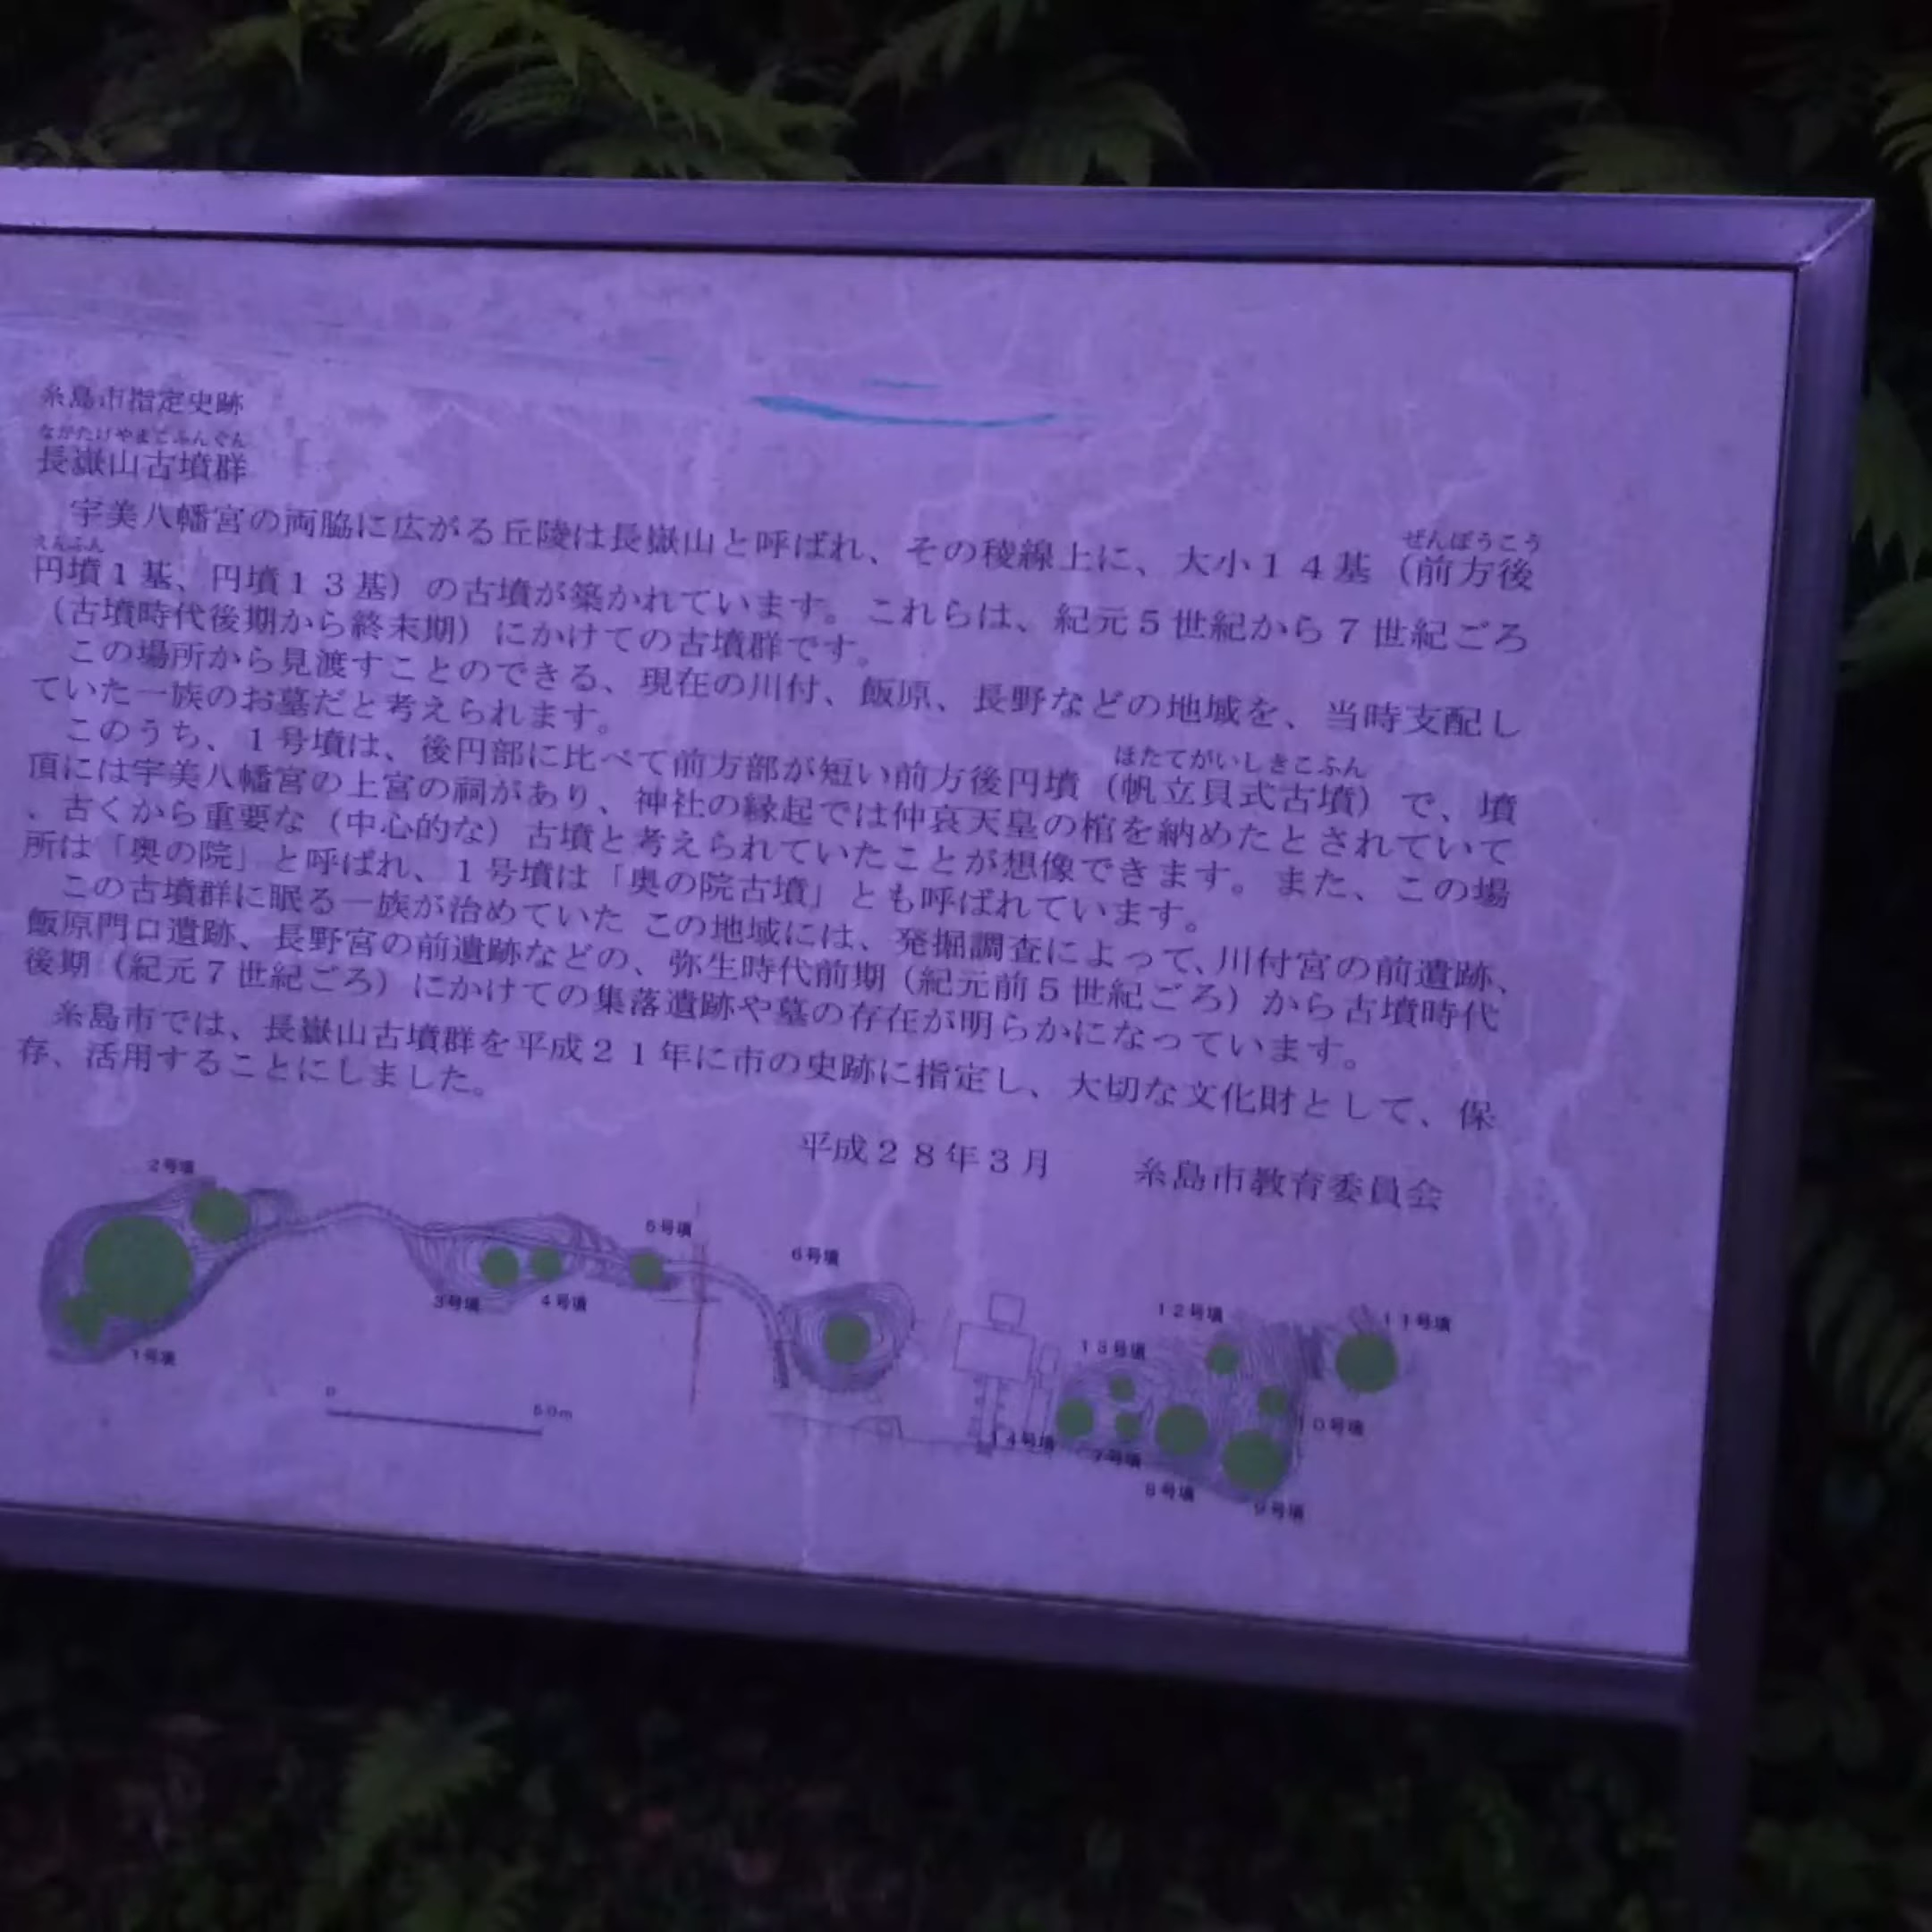 糸島市指定史跡
ながたけやまこふんぐん
長嶽山古墳群
宇美八幡宮の両脇に広がる丘陵は長嶽山と呼ばれ、その稜線上に、大小１４基（前方後
ぜんぽうこう
えんふん
円墳１基、円墳１３基）の古墳が築かれています。これらは、紀元５世紀から７世紀ごろ
（古墳時代後期から終末期）にかけての古墳群です。
この場所から見渡すことのできる、現在の川付、飯原、長野などの地域を、当時支配し
ていた一族のお墓だと考えられます。
ほたてがいしきこふん
このうち、１号墳は、後円部に比べて前方部が短い前方後円墳（帆立貝式古墳）で、墳
頂には宇美八幡宮の上宮の祠があり、神社の縁起では仲哀天皇の棺を納めたとされていて
、古くから重要な（中心的な）古墳と考えられていたことが想像できます。また、この場
所は「奥の院」と呼ばれ、１号墳は「奥の院古墳」とも呼ばれています。
この古墳群に眠る一族が治めていた この地域には、発掘調査によって、川付宮の前遺跡、
飯原門口遺跡、長野宮の前遺跡などの、弥生時代前期（紀元前５世紀ごろ）から古墳時代
後期（紀元７世紀ごろ）にかけての集落遺跡や墓の存在が明らかになっています。
糸島市では、長嶽山古墳群を平成２１年に市の史跡に指定し、大切な文化財として、保
存、活用することにしました。
平成２８年３月　　糸島市教育委員会
２号墳
５号墳
６号墳
３号墳
４号墳
１号墳
１２号墳
１１号墳
１３号墳
0
50m
１０号墳
１４号墳
７号墳
８号墳
９号墳